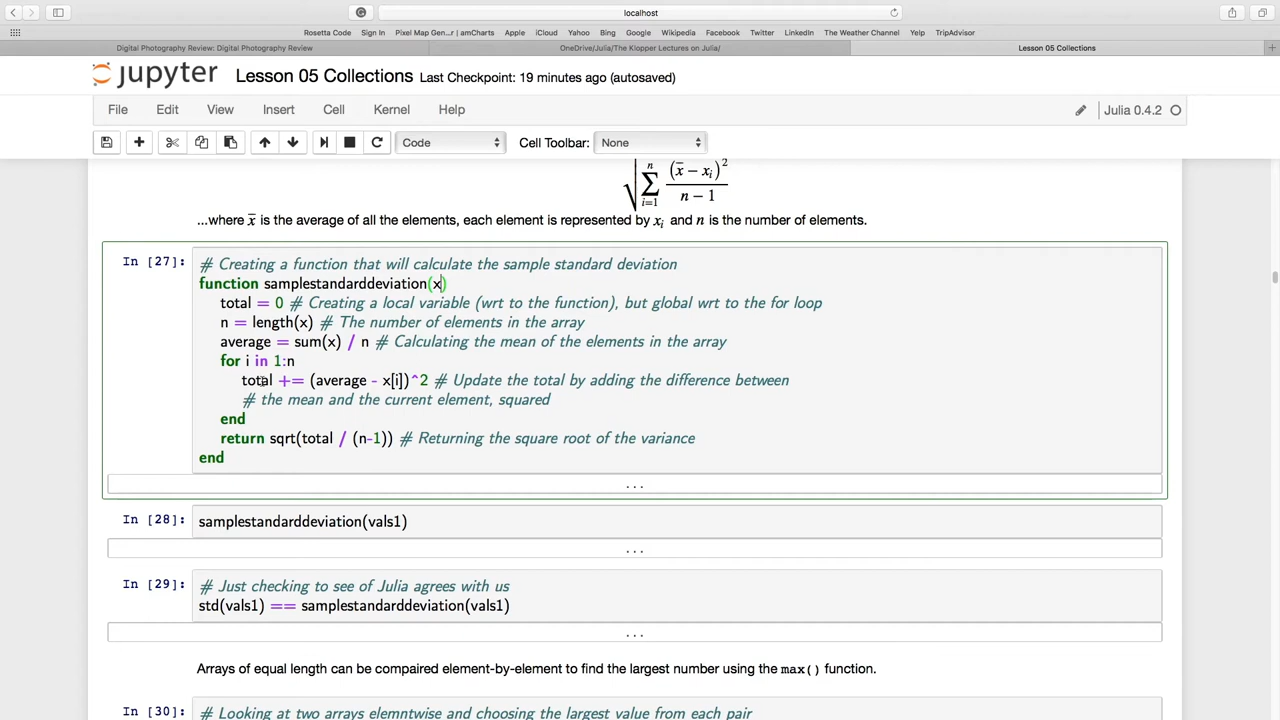 localhost
Rosetta Code Sign In Pixel Map Gen...r | amCharts Apple iCloud Yahoo Bing Google Wikipedia Facebook Twitter LinkedIn The Weather Channel Yelp TripAdvisor
Digital Photography Review: Digital Photography Review OneDrive/Julia/The Klopper Lectures on Julia/ Lesson 05 Collections
jupyter Lesson 05 Collections Last Checkpoint: 19 minutes ago (autosaved)
File Edit View Insert Cell Kernel Help Julia 0.4.2
Code Cell Toolbar: None
√ ∑_{i=1}^{n} (x̄ − x_i)^2 / (n − 1)
...where x̄ is the average of all the elements, each element is represented by x_i and n is the number of elements.
In [27]: # Creating a function that will calculate the sample standard deviation
function samplestandarddeviation(x)
total = 0 # Creating a local variable (wrt to the function), but global wrt to the for loop
n = length(x) # The number of elements in the array
average = sum(x) / n # Calculating the mean of the elements in the array
for i in 1:n
total += (average - x[i])^2 # Update the total by adding the difference between
# the mean and the current element, squared
end
return sqrt(total / (n-1)) # Returning the square root of the variance
end
...
In [28]: samplestandarddeviation(vals1)
...
In [29]: # Just checking to see of Julia agrees with us
std(vals1) == samplestandarddeviation(vals1)
...
Arrays of equal length can be compaired element-by-element to find the largest number using the max() function.
In [30]: # Looking at two arrays elemntwise and choosing the largest value from each pair